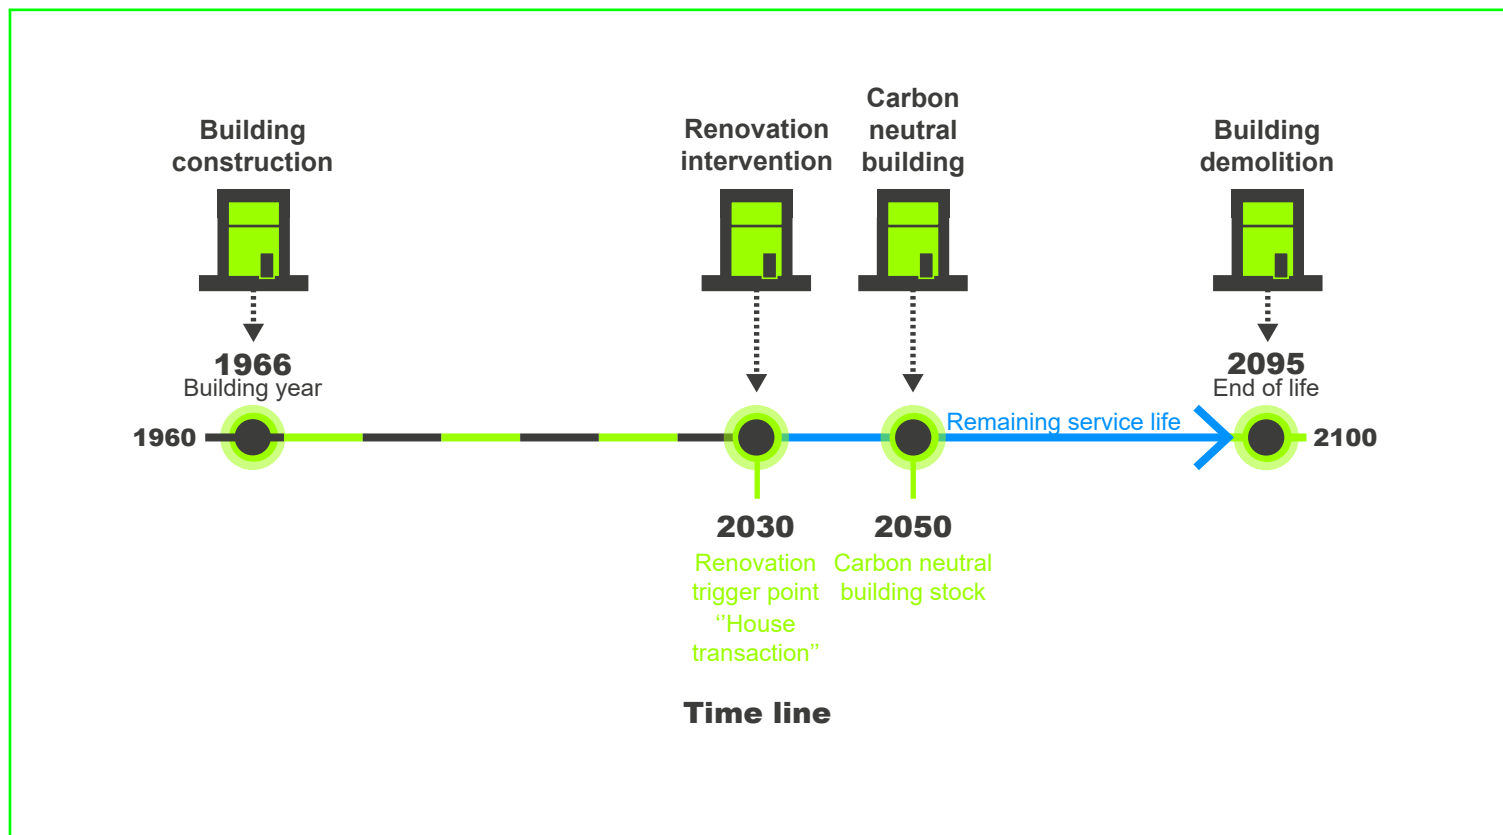 Building
construction
Renovation
intervention
Carbon
neutral
building
Building
demolition
1966
Building year
2095
End of life
1960
Remaining service life
2100
2030
Renovation
trigger point
‘’House
transaction’’
2050
Carbon neutral
building stock
Time line